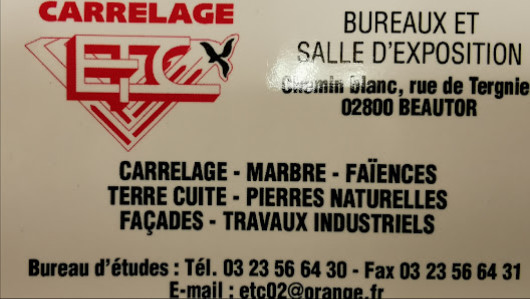 CARRELAGE
ETC
BUREAUX ET
SALLE D'EXPOSITION
Chemin blanc, rue de Tergnie
02800 BEAUTOR
CARRELAGE - MARBRE - FAÏENCES
TERRE CUITE - PIERRES NATURELLES
FAÇADES - TRAVAUX INDUSTRIELS
Bureau d'études : Tél. 03 23 56 64 30 - Fax 03 23 56 64 31
E-mail : etc02@orange.fr